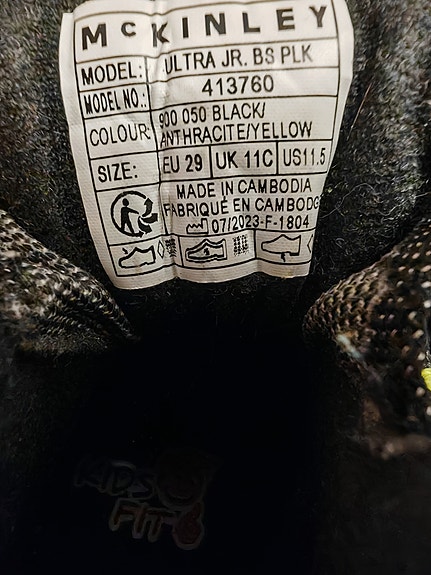 McKINLEY
MODEL: ULTRA JR. BS PLK
MODEL NO.: 413760
COLOUR: 900 050 BLACK/
ANTHRACITE/YELLOW
SIZE: EU 29 UK 11C US11.5
MADE IN CAMBODIA
FABRIQUÉ EN CAMBODG
07/2023-F-1804
KIDS
FIT